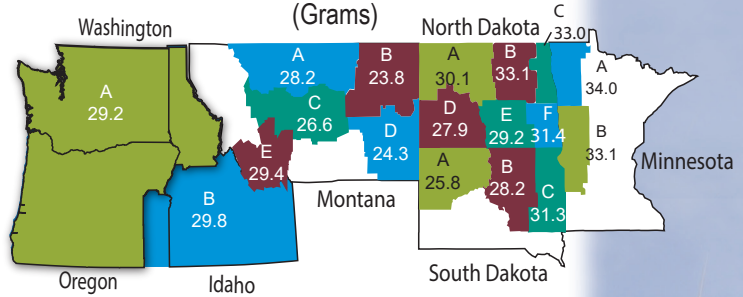 (Grams)
Washington
North Dakota
C
33.0
A
29.2
A
28.2
B
23.8
A
30.1
B
33.1
A
34.0
C
26.6
D
24.3
D
27.9
E
29.2
F
31.4
B
33.1
E
29.4
A
25.8
B
28.2
C
31.3
Minnesota
B
29.8
Montana
Oregon
Idaho
South Dakota